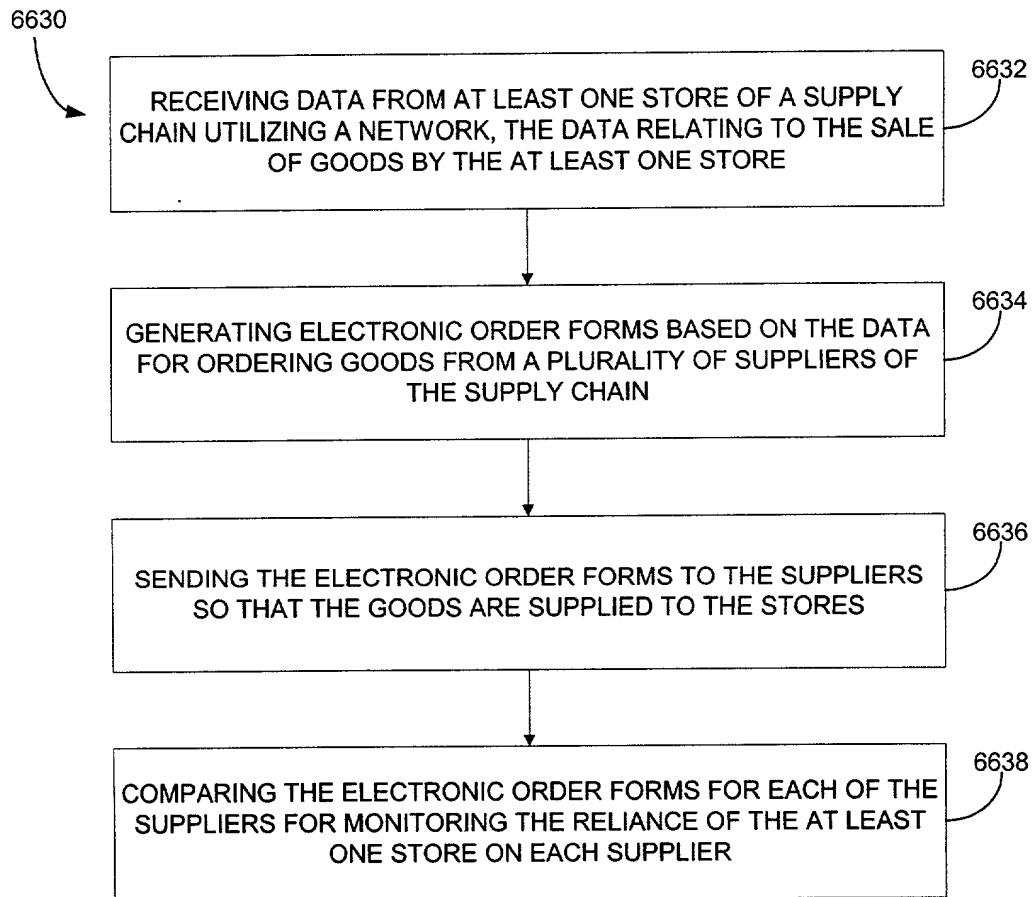 6630
6632
RECEIVING DATA FROM AT LEAST ONE STORE OF A SUPPLY
CHAIN UTILIZING A NETWORK, THE DATA RELATING TO THE SALE
OF GOODS BY THE AT LEAST ONE STORE
6634
GENERATING ELECTRONIC ORDER FORMS BASED ON THE DATA
FOR ORDERING GOODS FROM A PLURALITY OF SUPPLIERS OF
THE SUPPLY CHAIN
6636
SENDING THE ELECTRONIC ORDER FORMS TO THE SUPPLIERS
SO THAT THE GOODS ARE SUPPLIED TO THE STORES
6638
COMPARING THE ELECTRONIC ORDER FORMS FOR EACH OF THE
SUPPLIERS FOR MONITORING THE RELIANCE OF THE AT LEAST
ONE STORE ON EACH SUPPLIER